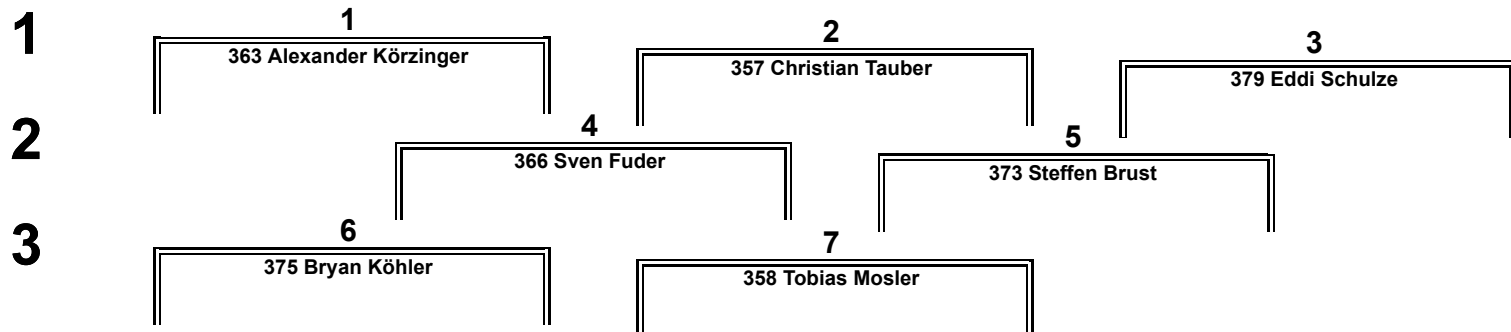 1
1
363 Alexander Körzinger
2
357 Christian Tauber
3
379 Eddi Schulze
2
4
366 Sven Fuder
5
373 Steffen Brust
3
6
375 Bryan Köhler
7
358 Tobias Mosler